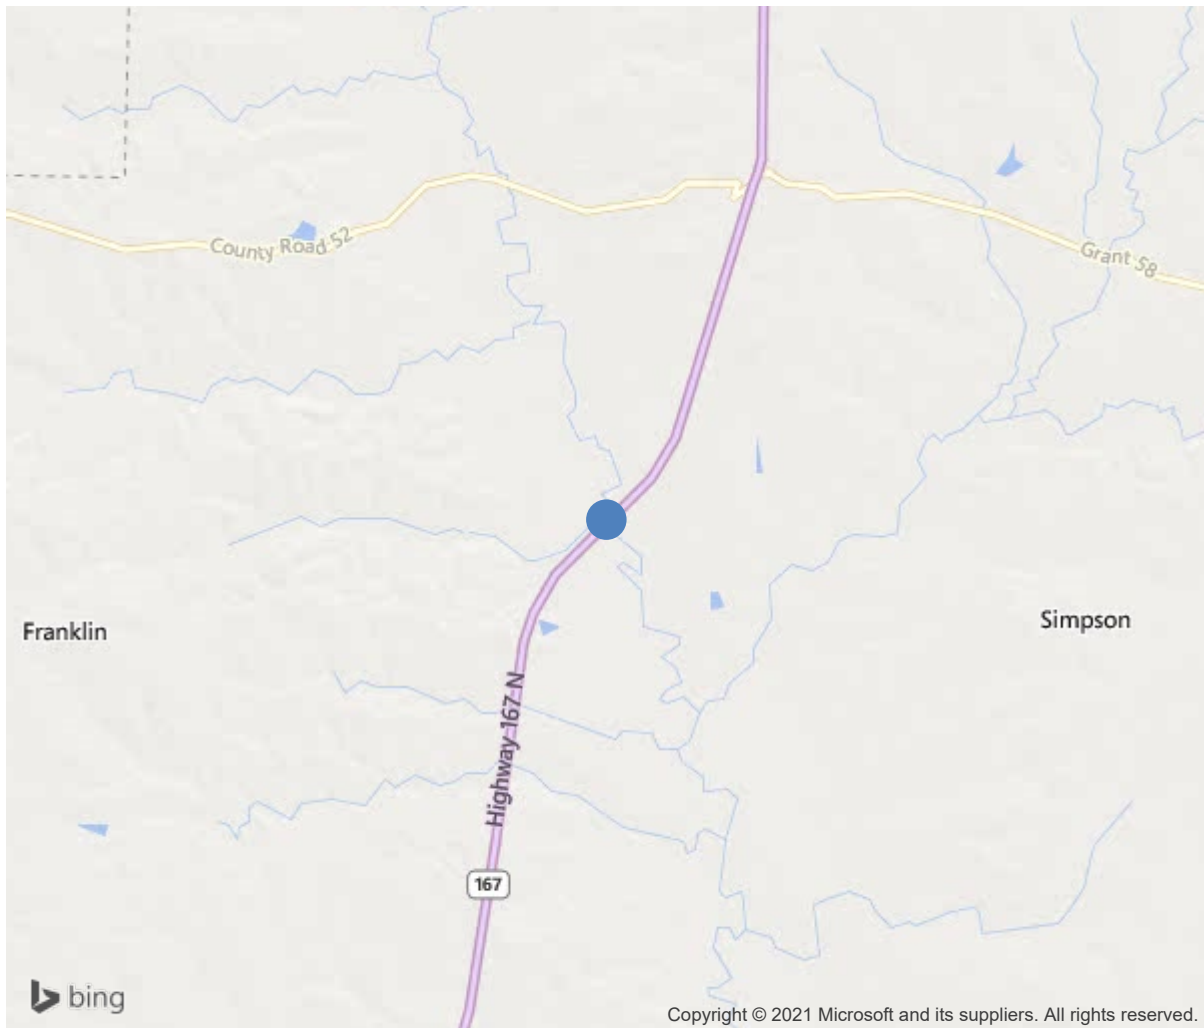 County Road 52
Grant 58
Franklin
Simpson
Highway 167 N
167
bing
Copyright © 2021 Microsoft and its suppliers. All rights reserved.